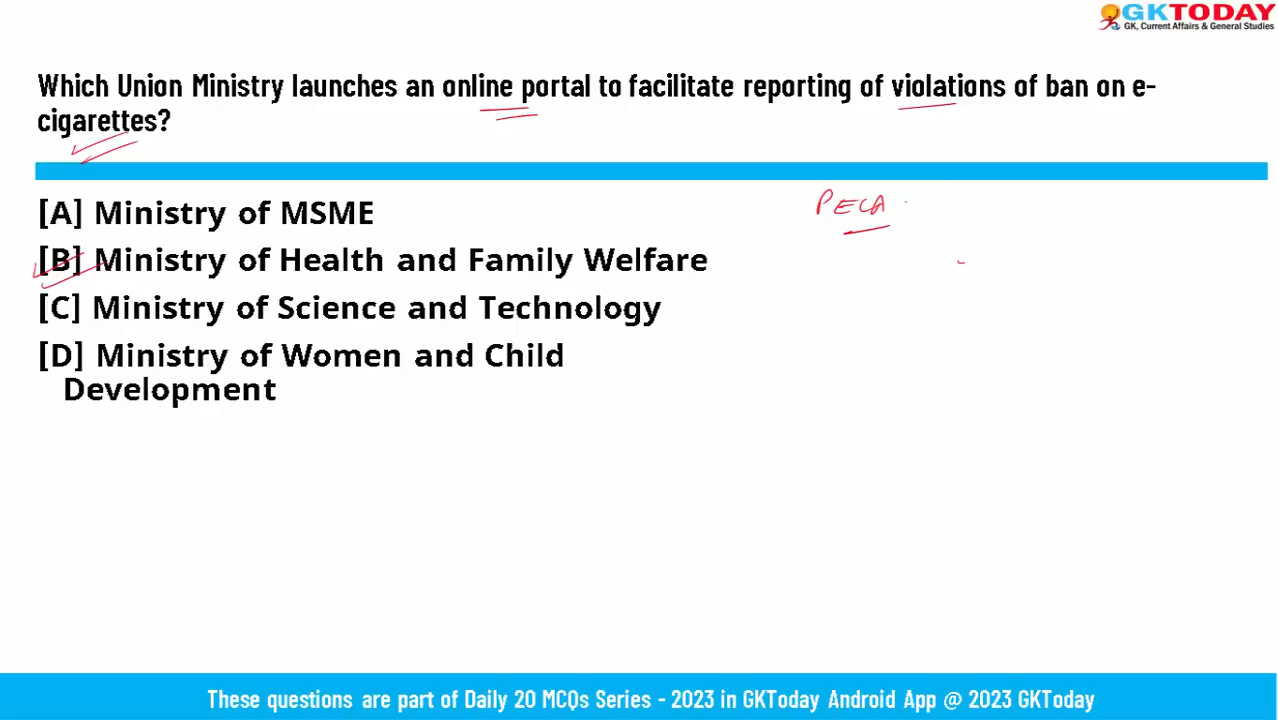 GKTODAY
GK, Current Affairs & General Studies
Which Union Ministry launches an online portal to facilitate reporting of violations of ban on e-
cigarettes?
PECA
[A] Ministry of MSME
[B] Ministry of Health and Family Welfare
[C] Ministry of Science and Technology
[D] Ministry of Women and Child
Development
These questions are part of Daily 20 MCQs Series - 2023 in GKToday Android App @ 2023 GKToday